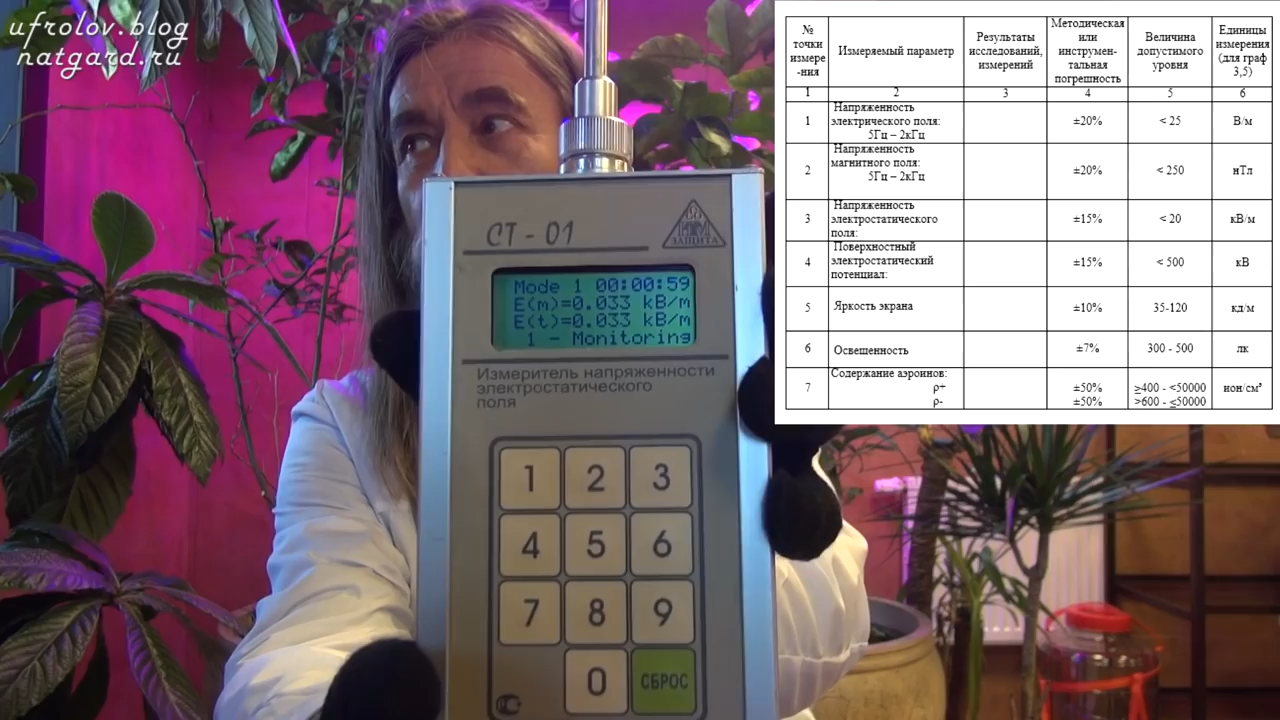 ufrolov.blog
natgard.ru
СТ - 01
ЗАЩИТА
Mode 1 00:00:59
E(m)=0.033 kB/m
E(t)=0.033 kB/m
1 - Monitoring
Измеритель напряженности
электростатического
поля
1 2 3
4 5 6
7 8 9
0 СБРОС
№ точки измере-ния Измеряемый параметр Результаты исследований, измерений Методическая или инструмен-тальная погрешность Величина допустимого уровня Единицы измерения (для граф 3,5)
1 2 3 4 5 6
1 Напряженность электрического поля: 5Гц – 2кГц ±20% < 25 В/м
2 Напряженность магнитного поля: 5Гц – 2кГц ±20% < 250 нТл
3 Напряженность электростатического поля: ±15% < 20 кВ/м
4 Поверхностный электростатический потенциал: ±15% < 500 кВ
5 Яркость экрана ±10% 35-120 кд/м
6 Освешенность ±7% 300 - 500 лк
7 Содержание аэроинов: ион/см³
ρ+ ±50% ≥400 - <50000
ρ- ±50% >600 - ≤50000